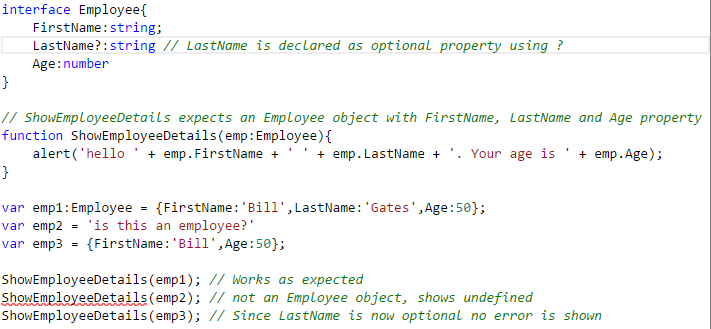 interface Employee{
    FirstName:string;
    LastName?:string // LastName is declared as optional property using ?
    Age:number
}

// ShowEmployeeDetails expects an Employee object with FirstName, LastName and Age property
function ShowEmployeeDetails(emp:Employee){
    alert('hello ' + emp.FirstName + ' ' + emp.LastName + '. Your age is ' + emp.Age);
}

var emp1:Employee = {FirstName:'Bill',LastName:'Gates',Age:50};
var emp2 = 'is this an employee?'
var emp3 = {FirstName:'Bill',Age:50};

ShowEmployeeDetails(emp1); // Works as expected
ShowEmployeeDetails(emp2); // not an Employee object, shows undefined
ShowEmployeeDetails(emp3); // Since LastName is now optional no error is shown